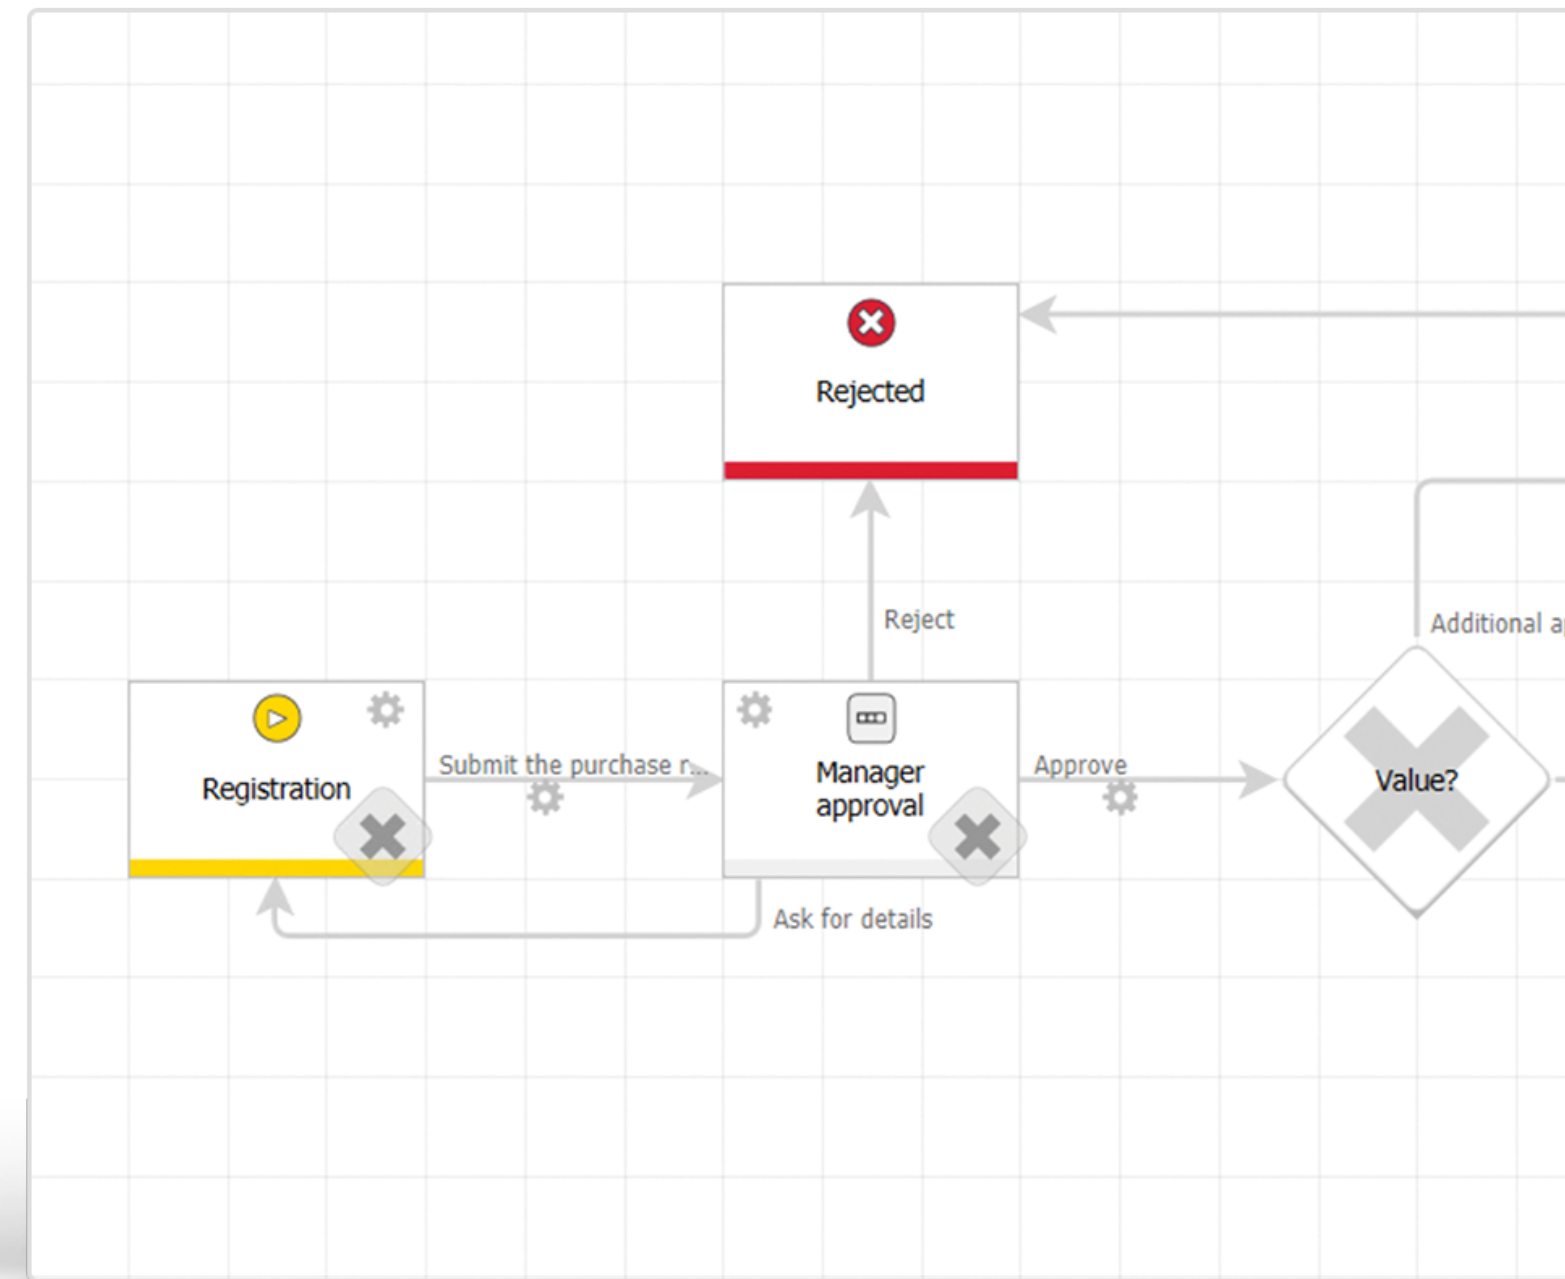 Rejected
Reject
Additional
Registration
Submit the purchase r...
Manager
approval
Approve
Value?
Ask for details